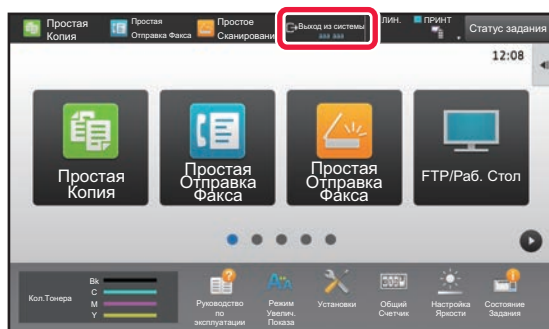 Простая
Копия
Простая
Отправка Факса
Простое
Сканировани
Выход из системы
ЛИН.
ПРИНТ
Статус задания
12:08
Простая
Копия
Простая
Отправка
Факса
Простая
Отправка
Факса
FTP/Раб. Стол
Кол.Тонера
Bk
C
M
Y
Руководство
по
эксплуатации
Режим
Увелич.
Показа
Установки
Общий
Счетчик
Настройка
Яркости
Состояние
Задания